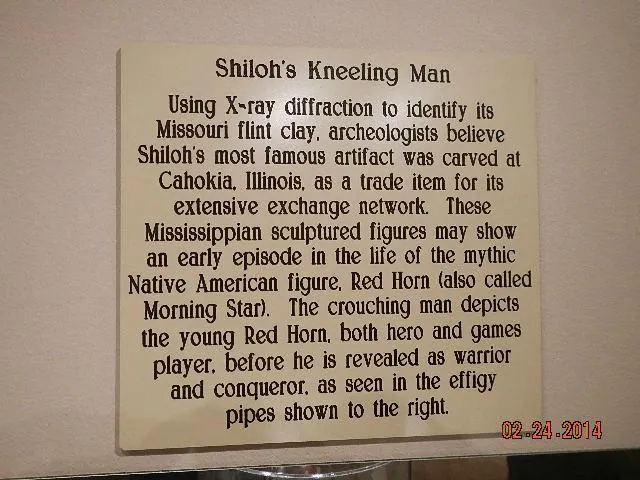 Shiloh's Kneeling Man
Using X-ray diffraction to identify its
Missouri flint clay, archeologists believe
Shiloh's most famous artifact was carved at
Cahokia, Illinois, as a trade item for its
extensive exchange network. These
Mississippian sculptured figures may show
an early episode in the life of the mythic
Native American figure, Red Horn (also called
Morning Star). The crouching man depicts
the young Red Horn, both hero and games
player, before he is revealed as warrior
and conqueror, as seen in the effigy
pipes shown to the right.
02.24.2014